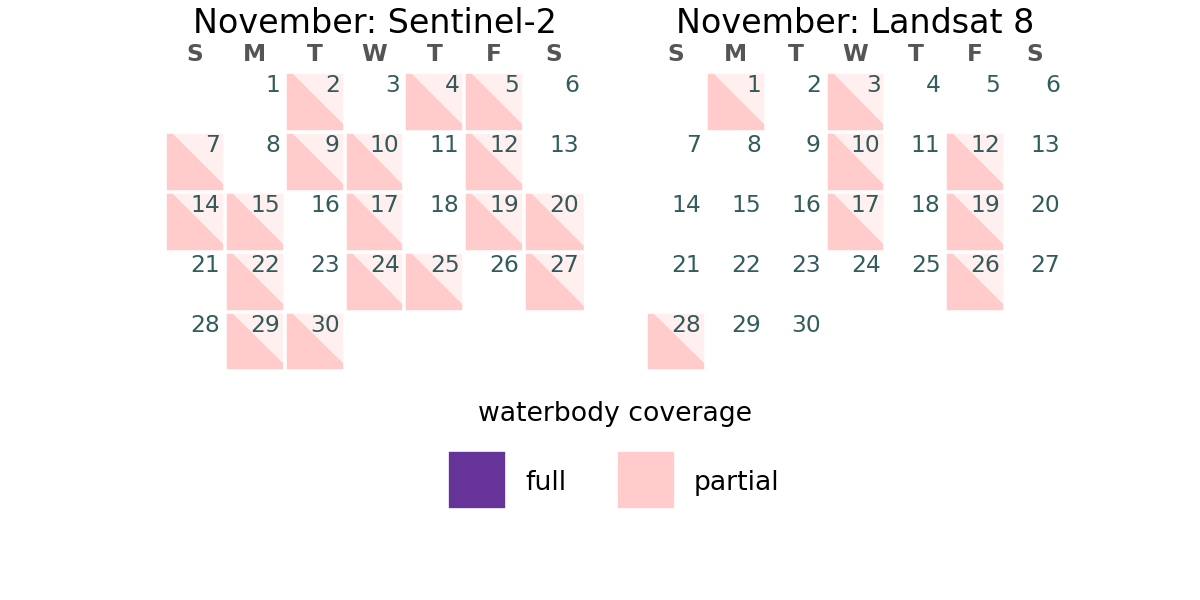 November: Sentinel-2
S M T W T F S
1 2 3 4 5 6
7 8 9 10 11 12 13
14 15 16 17 18 19 20
21 22 23 24 25 26 27
28 29 30
November: Landsat 8
S M T W T F S
1 2 3 4 5 6
7 8 9 10 11 12 13
14 15 16 17 18 19 20
21 22 23 24 25 26 27
28 29 30
waterbody coverage
full partial